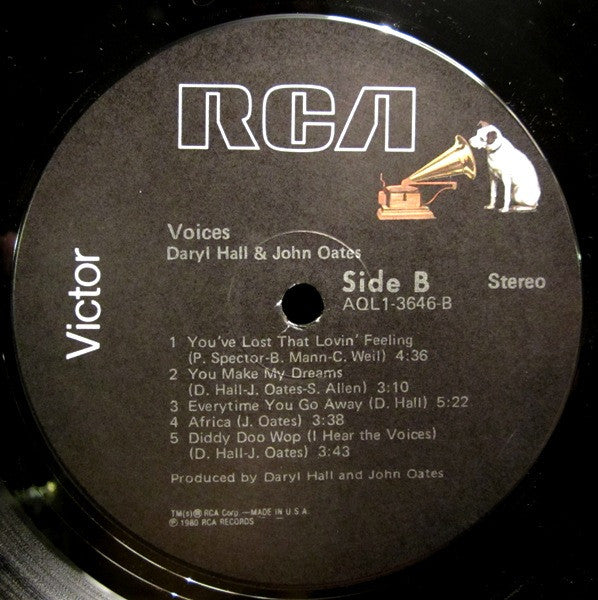 RCA
Victor
Voices
Daryl Hall & John Oates
Side B
Stereo
AQL1-3646-B
1 You've Lost That Lovin' Feeling
(P. Spector-B. Mann-C. Weil) 4:36
2 You Make My Dreams
(D. Hall-J. Oates-S. Allen) 3:10
3 Everytime You Go Away (D. Hall) 5:22
4 Africa (J. Oates) 3:38
5 Diddy Doo Wop (I Hear the Voices)
(D. Hall-J. Oates) 3:43
Produced by Daryl Hall and John Oates
TM(s)® RCA Corp.—MADE IN U.S.A.
℗ 1980 RCA RECORDS